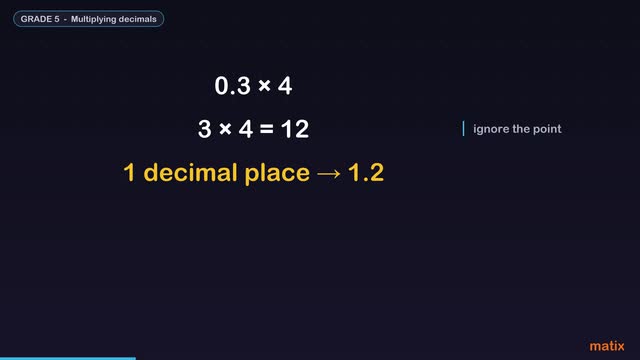 GRADE 5 - Multiplying decimals
0.3 × 4
3 × 4 = 12
ignore the point
1 decimal place → 1.2
matix